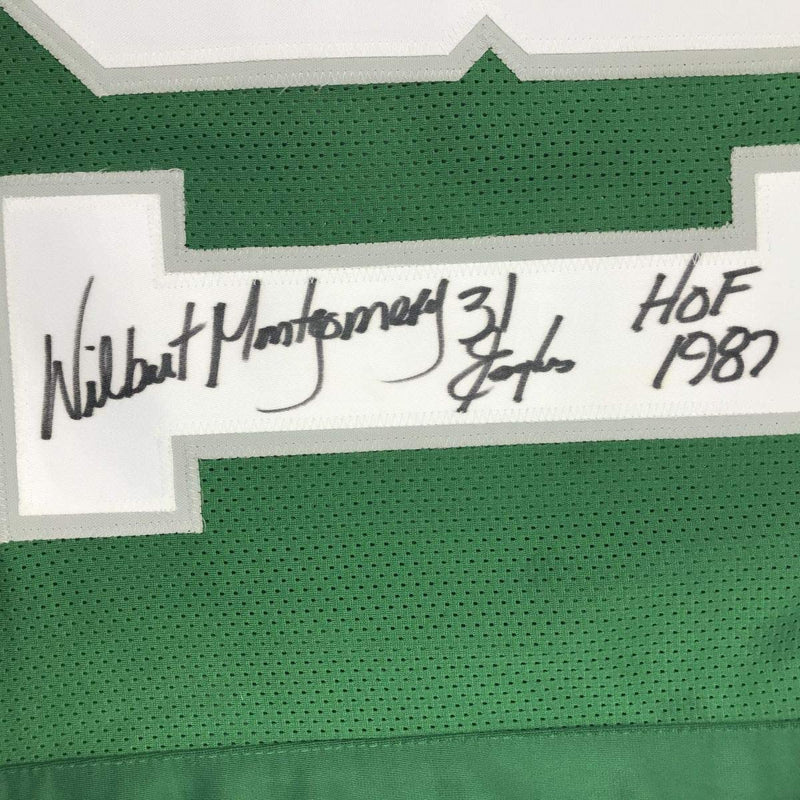 Wilbert Montgomery 31
Eagles
HOF
1987